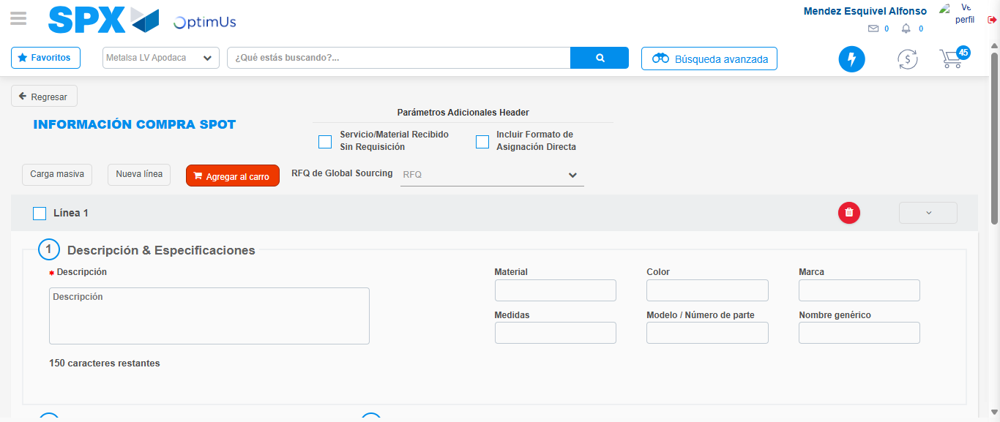 SPX
OptimUs
Mendez Esquivel Alfonso
Ve
perfil
0
0
Favoritos
Metalsa LV Apodaca
¿Qué estás buscando?...
Búsqueda avanzada
$
45
Regresar
INFORMACIÓN COMPRA SPOT
Parámetros Adicionales Header
Servicio/Material Recibido
Sin Requisición
Incluir Formato de
Asignación Directa
Carga masiva
Nueva línea
Agregar al carro
RFQ de Global Sourcing
RFQ
Línea 1
1
Descripción & Especificaciones
* Descripción
Descripción
150 caracteres restantes
Material
Color
Marca
Medidas
Modelo / Número de parte
Nombre genérico